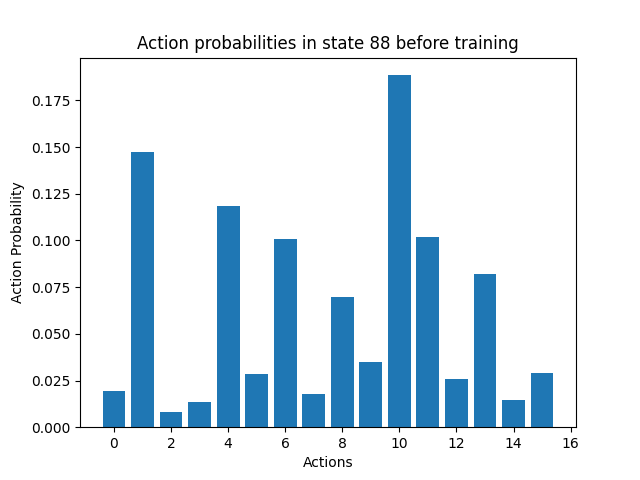 Action probabilities in state 88 before training
Action Probability
0.175
0.150
0.125
0.100
0.075
0.050
0.025
0.000
0 2 4 6 8 10 12 14 16
Actions